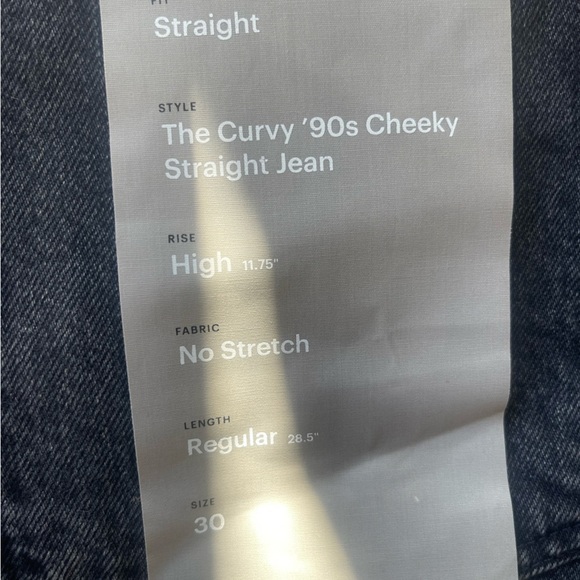 FIT
Straight
STYLE
The Curvy '90s Cheeky
Straight Jean
RISE
High 11.75"
FABRIC
No Stretch
LENGTH
Regular 28.5"
SIZE
30